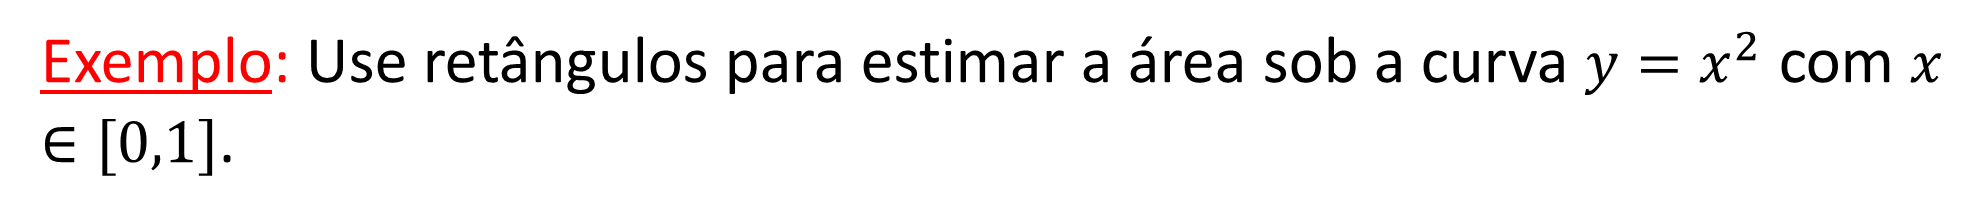 Exemplo: Use retângulos para estimar a área sob a curva 𝑦 = 𝑥² com 𝑥
∈ [0,1].